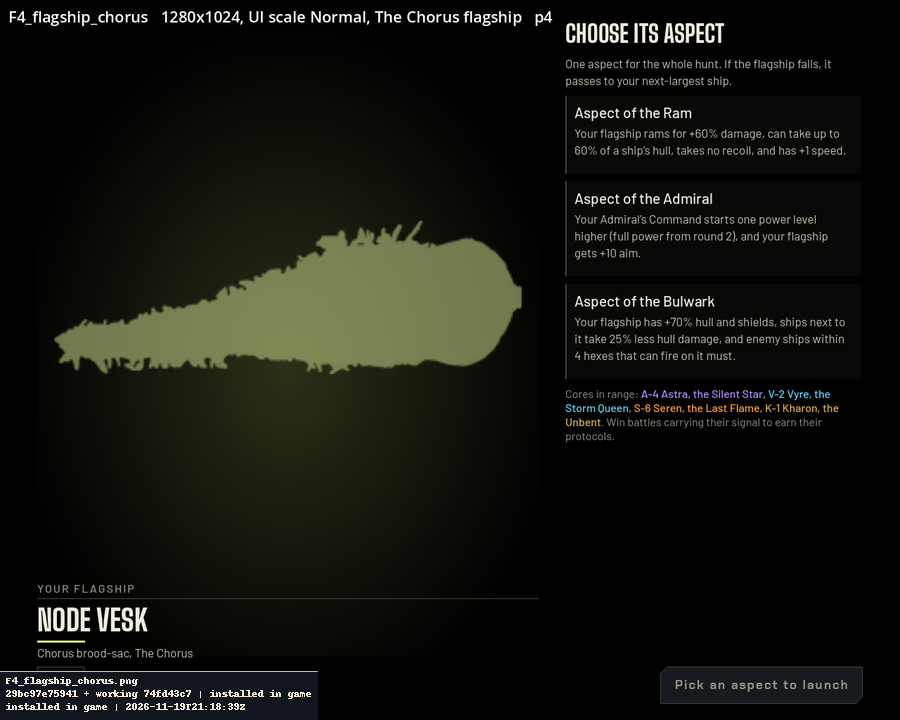 F4_flagship_chorus   1280x1024, UI scale Normal, The Chorus flagship   p4
CHOOSE ITS ASPECT
One aspect for the whole hunt. If the flagship falls, it
passes to your next-largest ship.
Aspect of the Ram
Your flagship rams for +60% damage, can take up to
60% of a ship's hull, takes no recoil, and has +1 speed.
Aspect of the Admiral
Your Admiral's Command starts one power level
higher (full power from round 2), and your flagship
gets +10 aim.
Aspect of the Bulwark
Your flagship has +70% hull and shields, ships next to
it take 25% less hull damage, and enemy ships within
4 hexes that can fire on it must.
Cores in range: A-4 Astra, the Silent Star, V-2 Vyre, the
Storm Queen, S-6 Seren, the Last Flame, K-1 Kharon, the
Unbent. Win battles carrying their signal to earn their
protocols.
YOUR FLAGSHIP
NODE VESK
Chorus brood-sac, The Chorus
Pick an aspect to launch
F4_flagship_chorus.png
29bc97e75941 + working 74fd43c7 | installed in game
installed in game | 2026-11-19T21:18:39Z